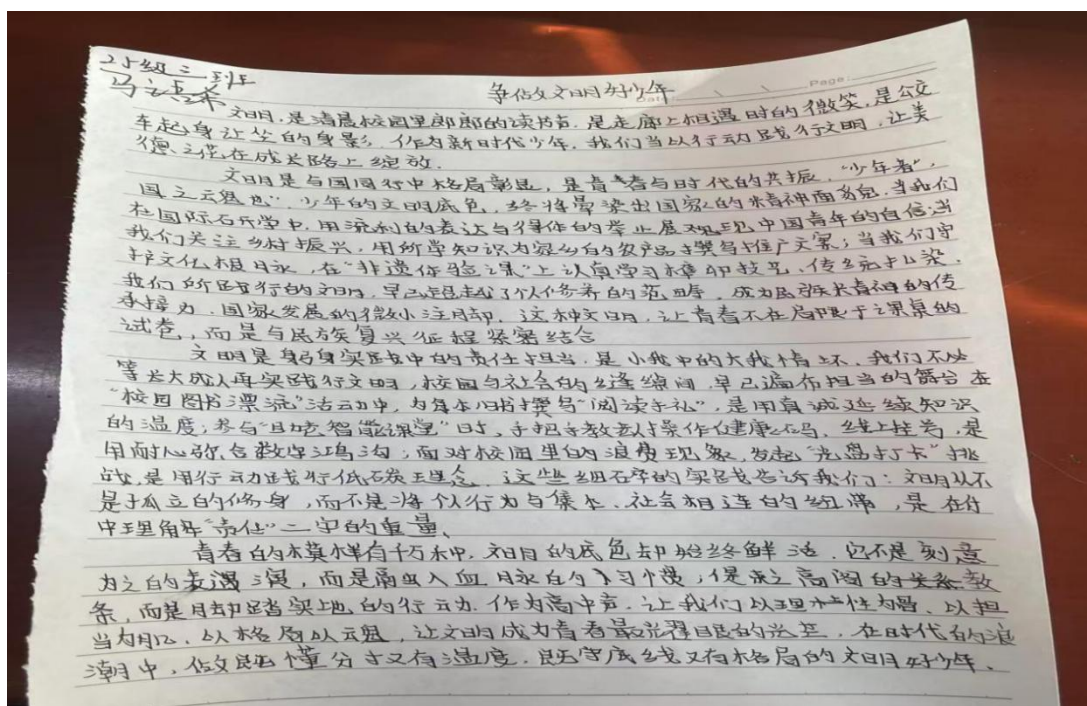 25级三班
争做文明好少年
Page:
Date:
文明,是清晨校园里郎郎的读书声,是走廊上相遇时的微笑,是公交
车起身让坐的身影,作为新时代少年,我们当以行动践行文明,让美
德之花在成长路上绽放.
文明是与国同行中格局彰显,是青春与时代的共振."少年者",
国之元气也",少年的文明底色,终将晕染出国家的精神面貌.当我们
在国际石开学中,用流利的表达与得体的举止展现现中国青年的自信;当
我们关注乡村振兴,用所学知识为家乡的农产品撰写推广文案;当我们守
护文化根脉,在"非遗体验课"上认真学习榫卯技艺、传统扎染,
我们所践行的文明,早已超越了个人修养的范畴,成为民族精神的传
承接力,国家发展的微小注脚.这种文明,让青春不在局限于课桌的
试卷,而是与民族复兴征程紧密结合
文明是躬身实践中的责任担当,是小我中的大我情怀.我们不必
等长大成人再实践行文明,校园与社会的缝缭间,早已遍布担当的舞台在
"校园图书漂流"活动中,为每本旧书撰写"阅读手礼",是用真诚延续知识
的温度;参与"智能课堂"时,手把手教老人操作健康码、线上挂号,是
用耐心弥合数字鸿沟;面对校园里的浪费现象,发起"光盘打卡"挑
战,是用行动践行低碳理念.这些细碎的实践告诉我们:文明从不
是孤立的修身,而不是将个行为与集体、社会相连的纽带,是在付
中理解"责任"二字的重量、
青春的模样有千万种,文明的底色却始终鲜活.它不是刻意
为之的表演,而是融入血脉的习惯;是束之高阁的教
条,而是脚踏实地的行动.作为高中声,让我们以理性为骨、以担
当为肥、以格局以元魂,让文明成为青春最光耀目的光芒,在时代的浪
潮中,做既懂分寸又有温度、既守底线又有格局的文明好少年、